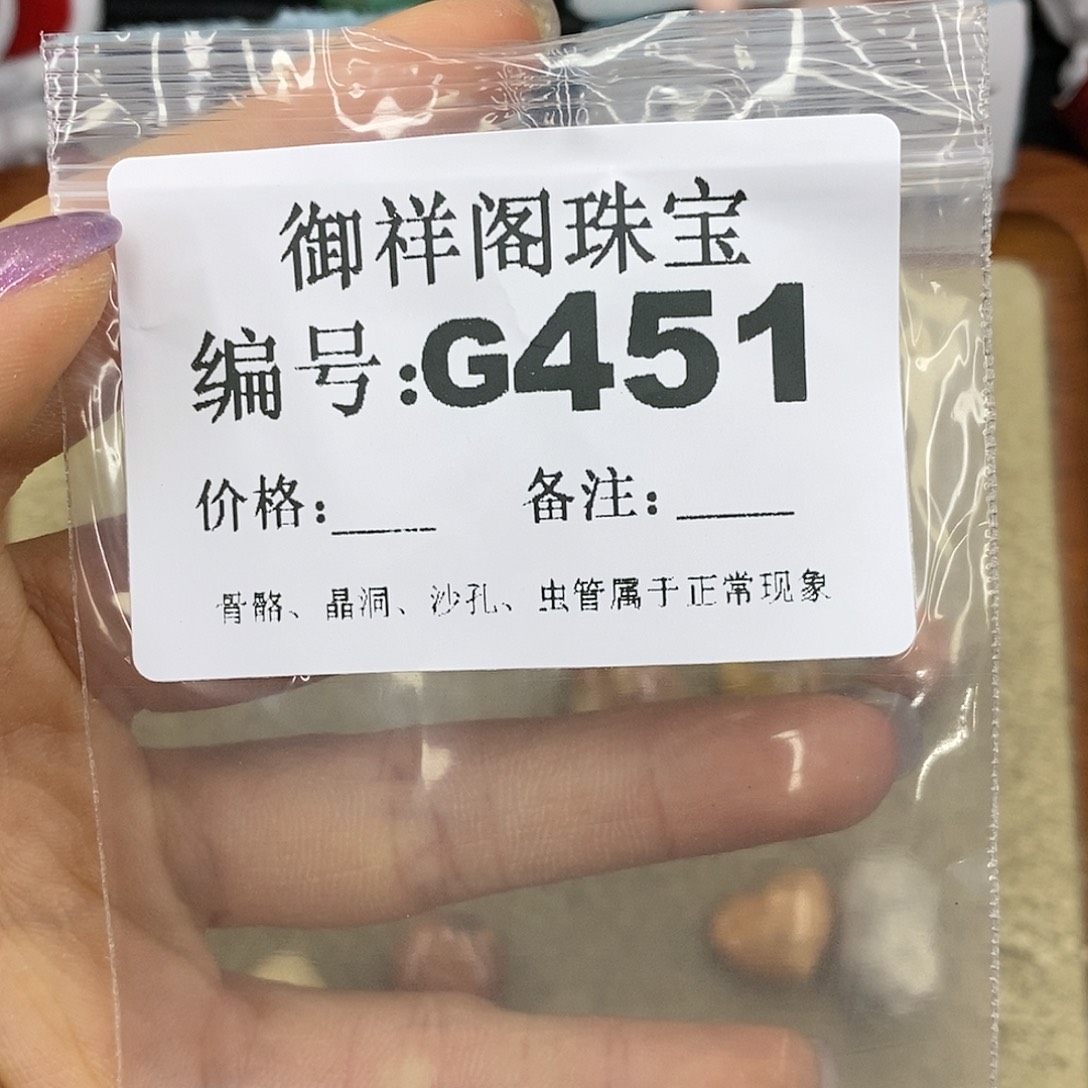 御祥阁珠宝
编号:G451
价格:____ 备注:____
骨骼、晶洞、沙孔、虫管属于正常现象